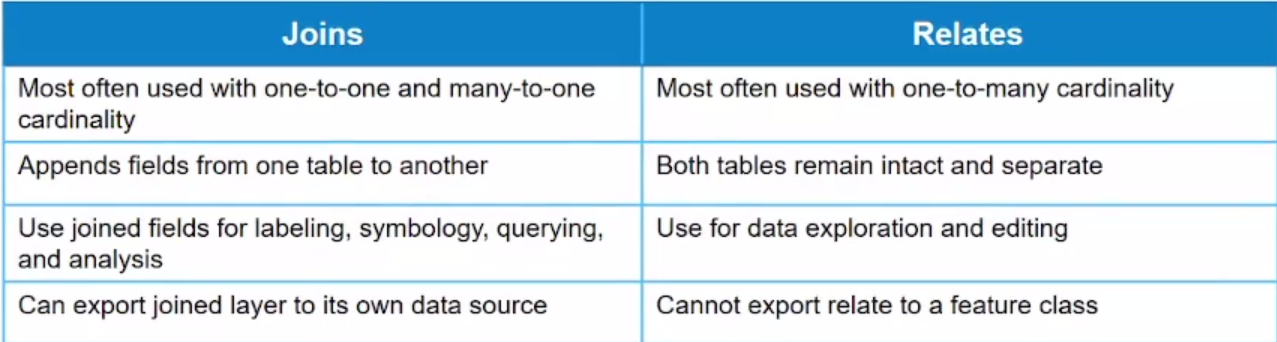 Joins
Relates
Most often used with one-to-one and many-to-one
cardinality
Most often used with one-to-many cardinality
Appends fields from one table to another
Both tables remain intact and separate
Use joined fields for labeling, symbology, querying,
and analysis
Use for data exploration and editing
Can export joined layer to its own data source
Cannot export relate to a feature class